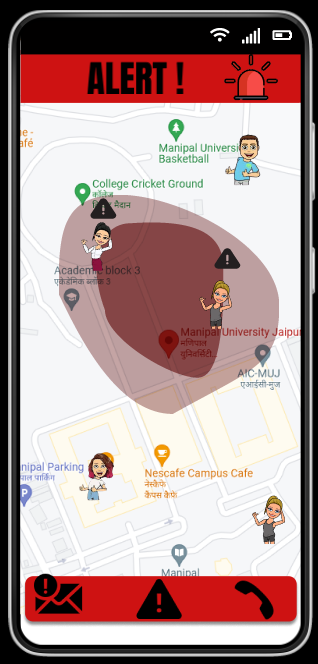 ALERT !
ne -
afé
Manipal Universi
Basketball
College Cricket Ground
कॉलेज
मैदान
Academic block 3
एकेडेमिक ब्लॉक 3
Manipal University Jaipur
मणिपाल
युनिवर्सिटी...
AIC-MUJ
एआईसी-मुज
nipal Parking
पाल पार्किंग
P
Nescafe Campus Cafe
नेस्कैफे
कैंपस कैफे
Manipal